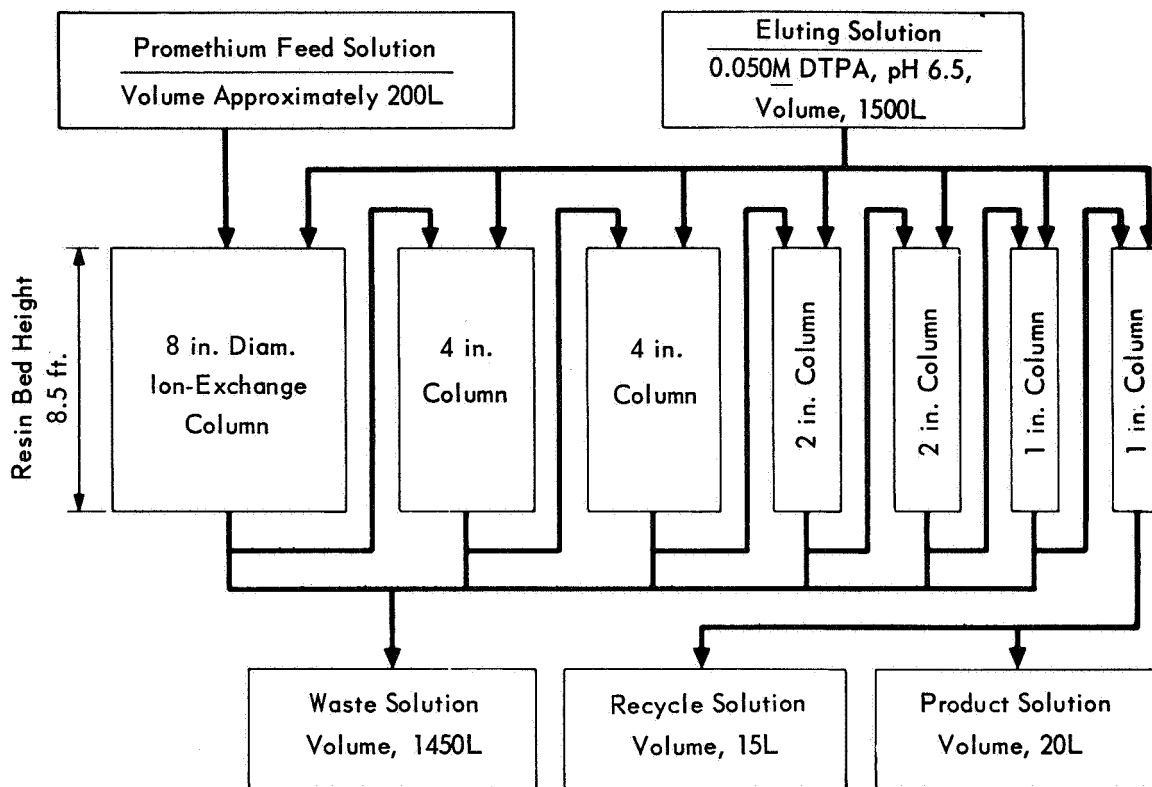 Promethium Feed Solution
Volume Approximately 200L
Eluting Solution
0.050M DTPA, pH 6.5,
Volume, 1500L
Resin Bed Height
8.5 ft.
8 in. Diam.
Ion-Exchange
Column
4 in.
Column
4 in.
Column
2 in. Column
2 in. Column
1 in. Column
1 in. Column
Waste Solution
Volume, 1450L
Recycle Solution
Volume, 15L
Product Solution
Volume, 20L